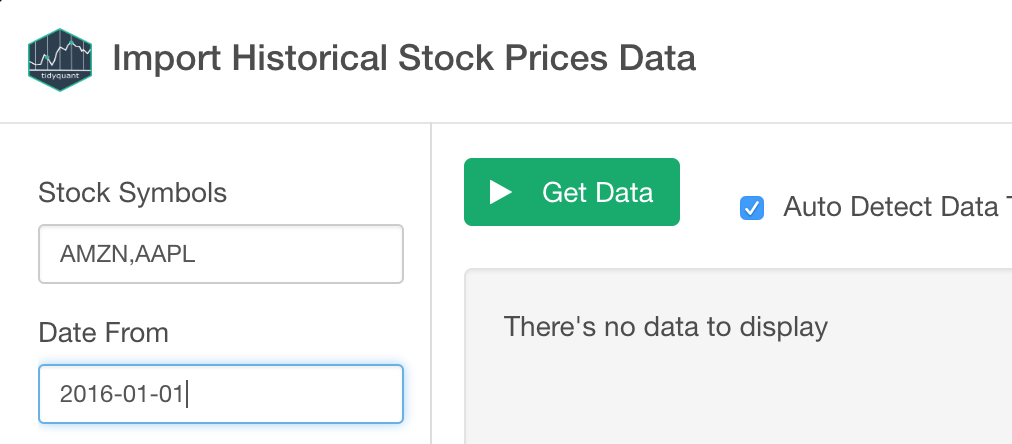 tidyquant
Import Historical Stock Prices Data
Stock Symbols
AMZN,AAPL
Date From
2016-01-01
Get Data
Auto Detect Data
There's no data to display